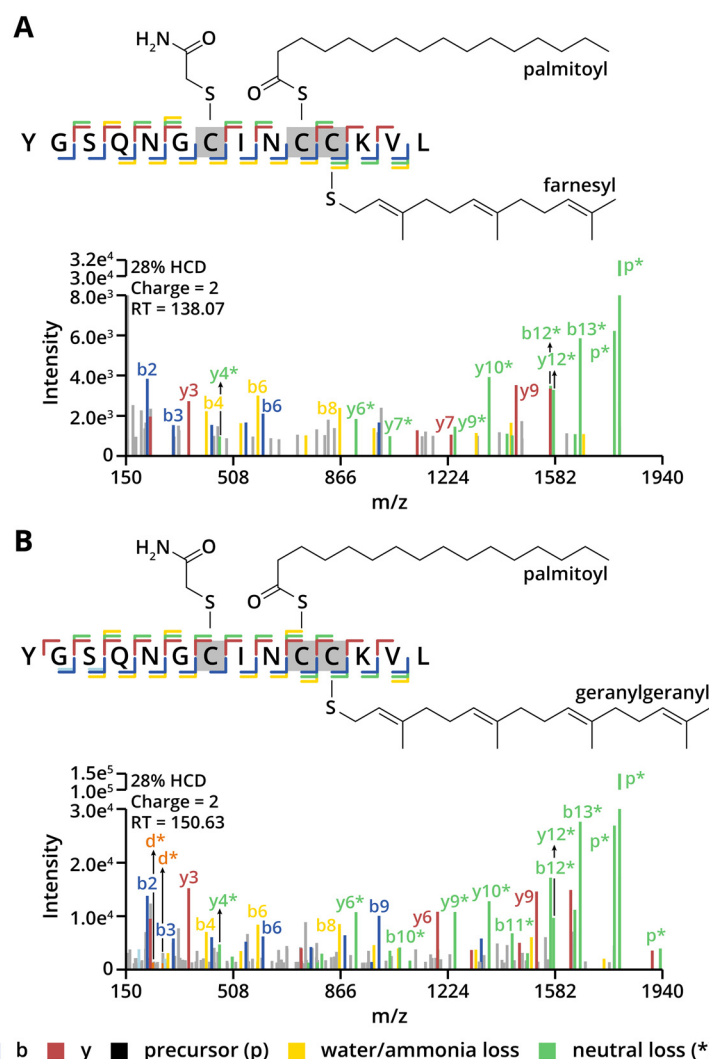 A
H₂N O
palmitoyl
S O S
Y G S Q N G C I N C C K V L
S
farnesyl
3.2e⁴
3.0e⁴
8.0e³
6.0e³
4.0e³
2.0e³
0
Intensity
28% HCD
Charge = 2
RT = 138.07
b2 b3 y3 b4 y4* b6 b6 b8 y6* y7* y7 y9* y10* y9 b12* y12* b13* p* p*
150 508 866 1224 1582 1940
m/z
B
H₂N O
palmitoyl
S O S
Y G S Q N G C I N C C K V L
S
geranylgeranyl
1.5e⁵
1.0e⁵
3.0e⁴
2.0e⁴
1.0e⁴
0
Intensity
28% HCD
Charge = 2
RT = 150.63
d* d* b2 b3 y3 b4 y4* b6 b6 b8 y6* b9 b10* y6 y9* y10* b11* y9 b12* y12* b13* p* p* p*
150 508 866 1224 1582 1940
m/z
b y precursor (p) water/ammonia loss neutral loss (*